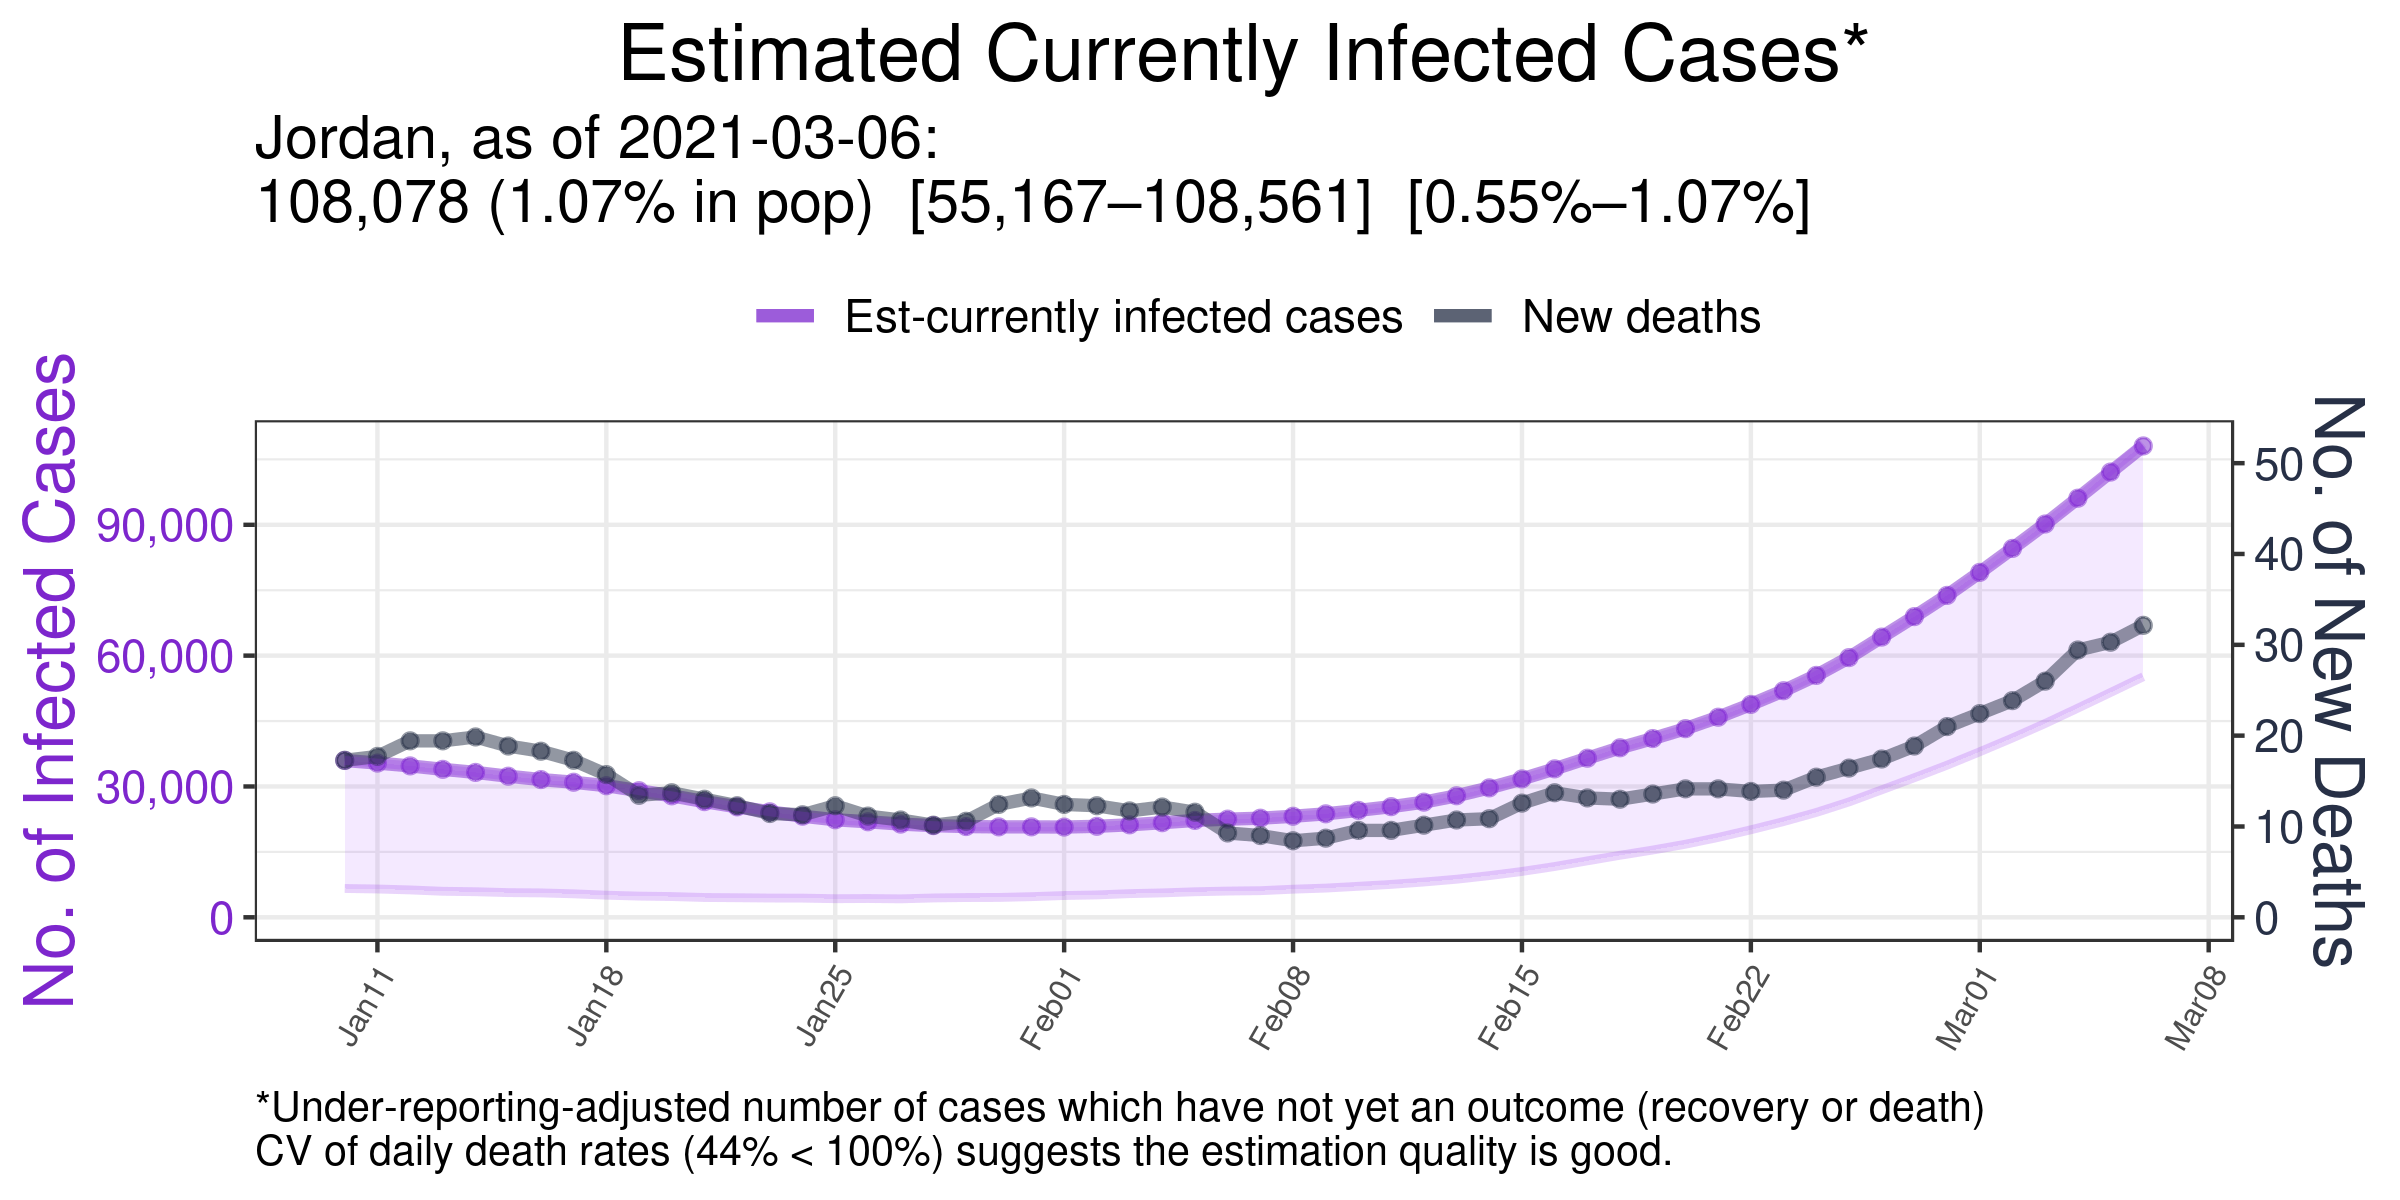 Estimated Currently Infected Cases*
Jordan, as of 2021-03-06:
108,078 (1.07% in pop)  [55,167–108,561]  [0.55%–1.07%]
Est-currently infected cases
New deaths
No. of Infected Cases
90,000
60,000
30,000
0
50
40
30
20
10
0
No. of New Deaths
Jan11
Jan18
Jan25
Feb01
Feb08
Feb15
Feb22
Mar01
Mar08
*Under-reporting-adjusted number of cases which have not yet an outcome (recovery or death)
CV of daily death rates (44% < 100%) suggests the estimation quality is good.